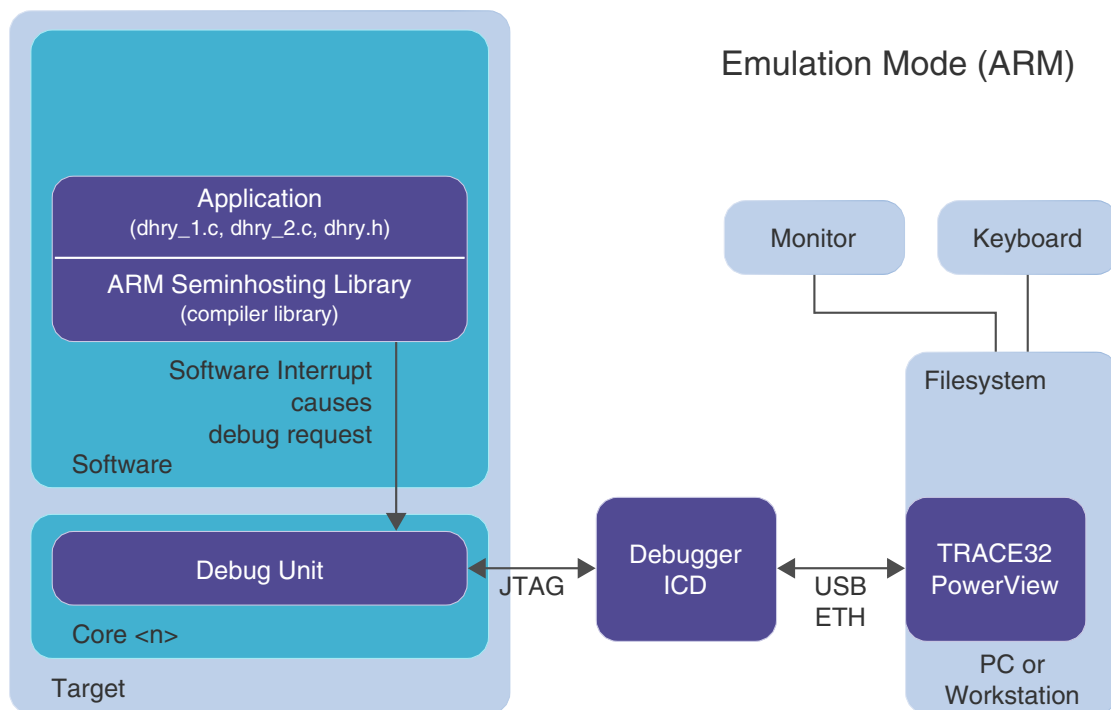 Emulation Mode (ARM)
Application
(dhry_1.c, dhry_2.c, dhry.h)
ARM Seminhosting Library
(compiler library)
Software Interrupt
causes
debug request
Software
Debug Unit
Core <n>
Target
JTAG
Debugger
ICD
USB
ETH
Monitor
Keyboard
Filesystem
TRACE32
PowerView
PC or
Workstation